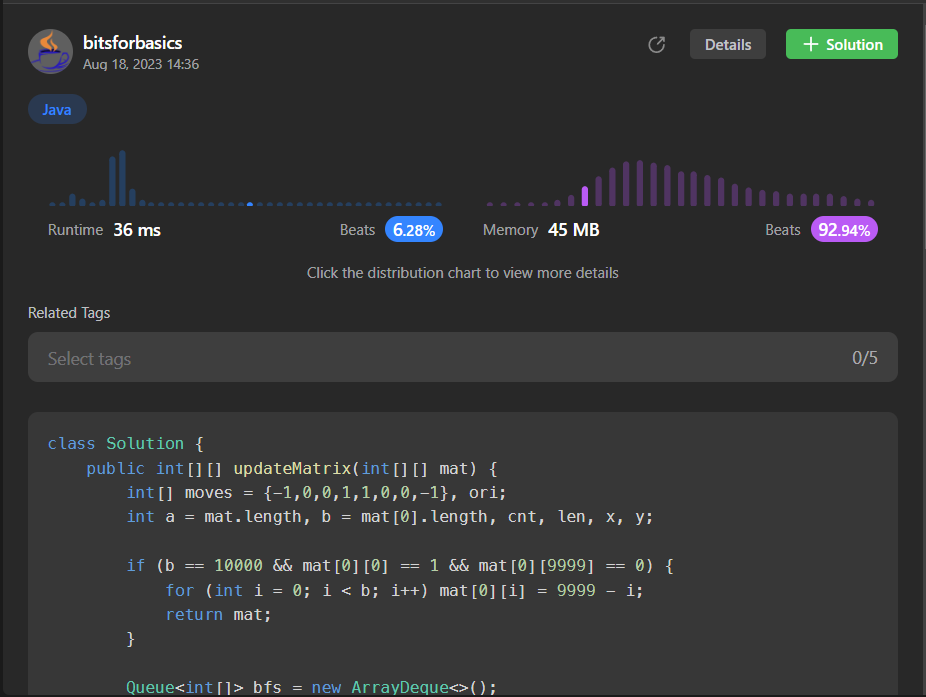 bitsforbasics
Aug 18, 2023 14:36
Details
+ Solution
Java
Runtime 36 ms
Beats 6.28%
Memory 45 MB
Beats 92.94%
Click the distribution chart to view more details
Related Tags
Select tags
0/5
class Solution {
    public int[][] updateMatrix(int[][] mat) {
        int[] moves = {-1,0,0,1,1,0,0,-1}, ori;
        int a = mat.length, b = mat[0].length, cnt, len, x, y;
        if (b == 10000 && mat[0][0] == 1 && mat[0][9999] == 0) {
            for (int i = 0; i < b; i++) mat[0][i] = 9999 - i;
            return mat;
        }
        Queue<int[]> bfs = new ArrayDeque<>();